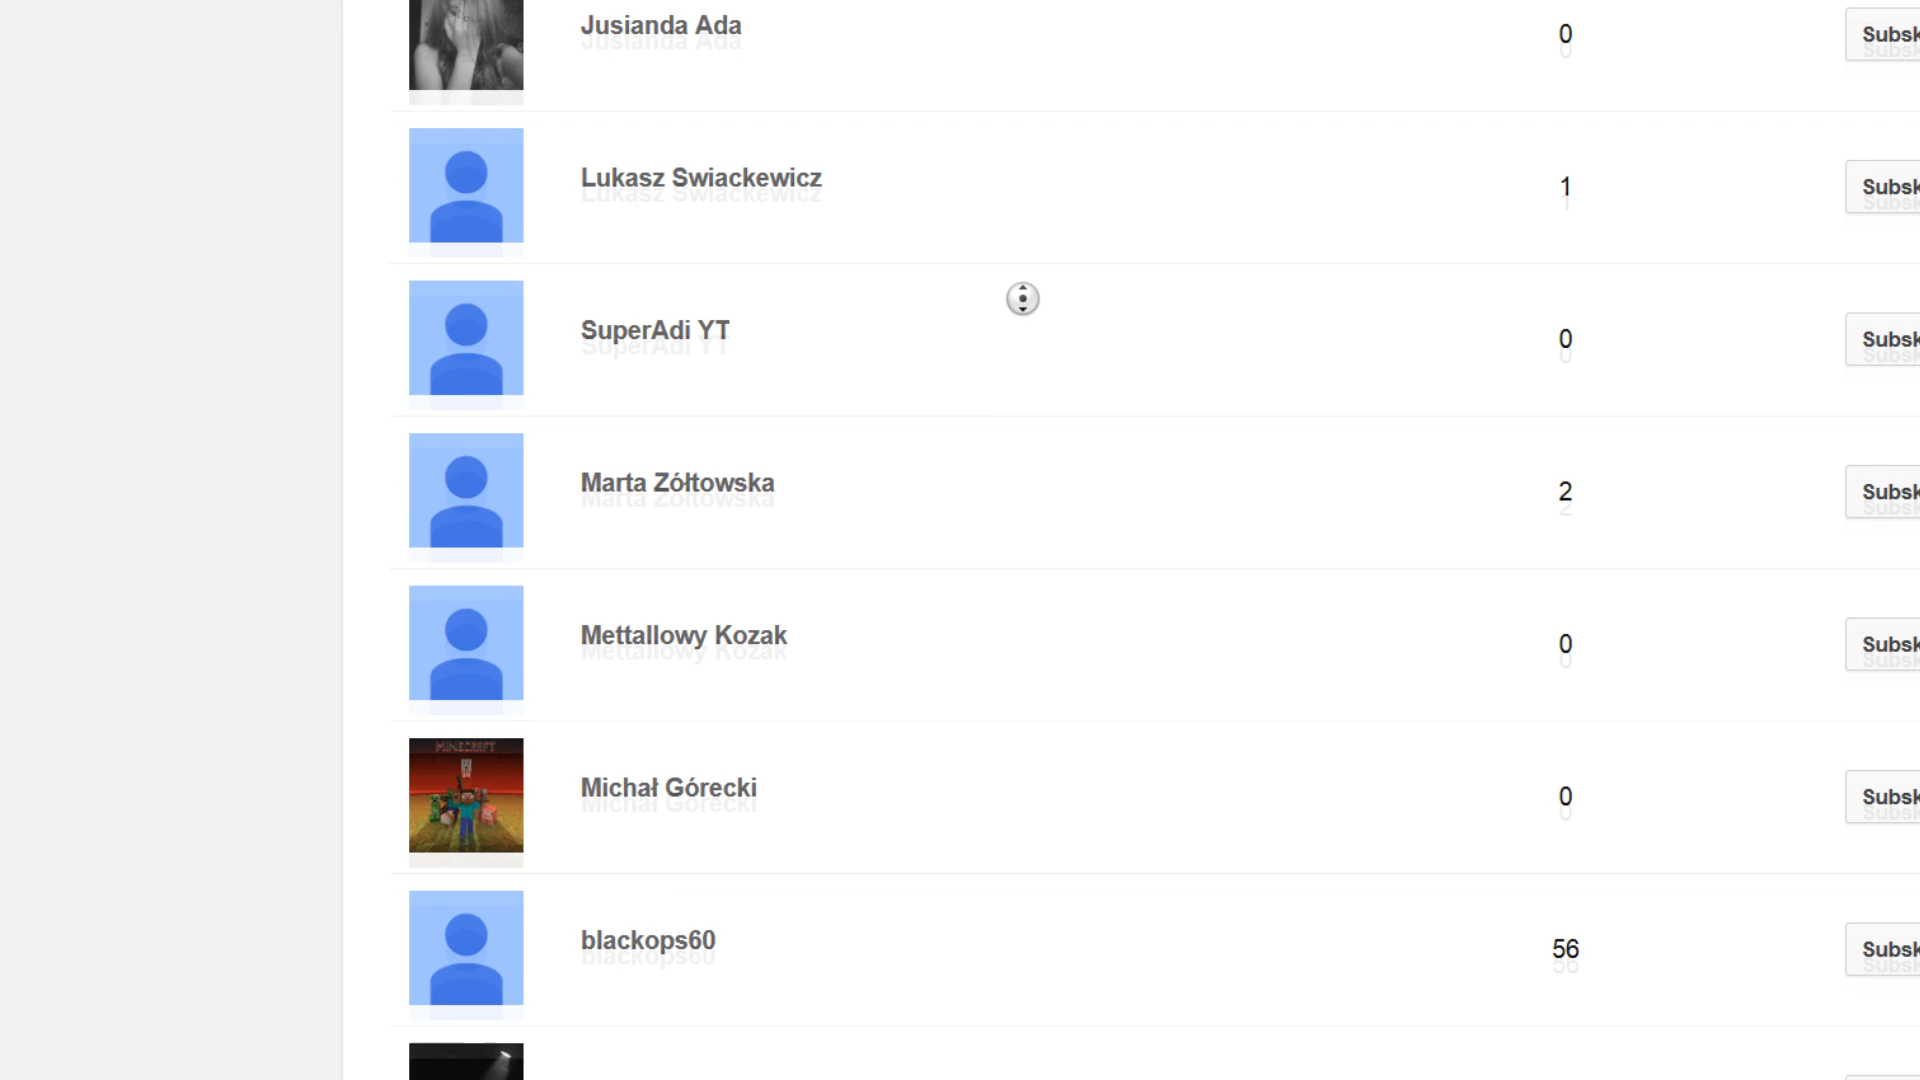 Jusianda Ada
0
Subsk
Lukasz Swiackewicz
1
Subsk
SuperAdi YT
0
Subsk
Marta Zółtowska
2
Subsk
Mettallowy Kozak
0
Subsk
MINECRAFT
Michał Górecki
0
Subsk
blackops60
56
Subsk